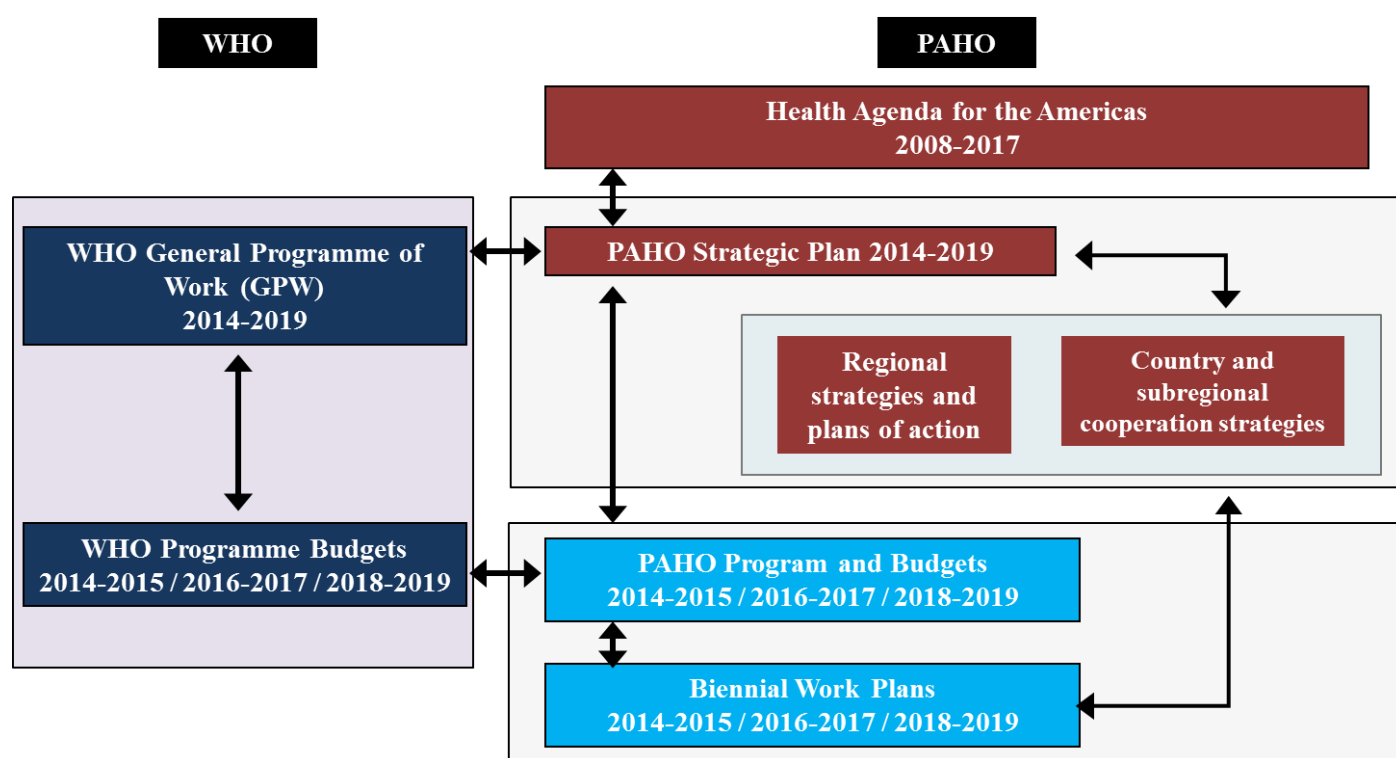 WHO
PAHO
Health Agenda for the Americas
2008-2017
WHO General Programme of
Work (GPW)
2014-2019
PAHO Strategic Plan 2014-2019
Regional
strategies and
plans of action
Country and
subregional
cooperation strategies
WHO Programme Budgets
2014-2015 / 2016-2017 / 2018-2019
PAHO Program and Budgets
2014-2015 / 2016-2017 / 2018-2019
Biennial Work Plans
2014-2015 / 2016-2017 / 2018-2019